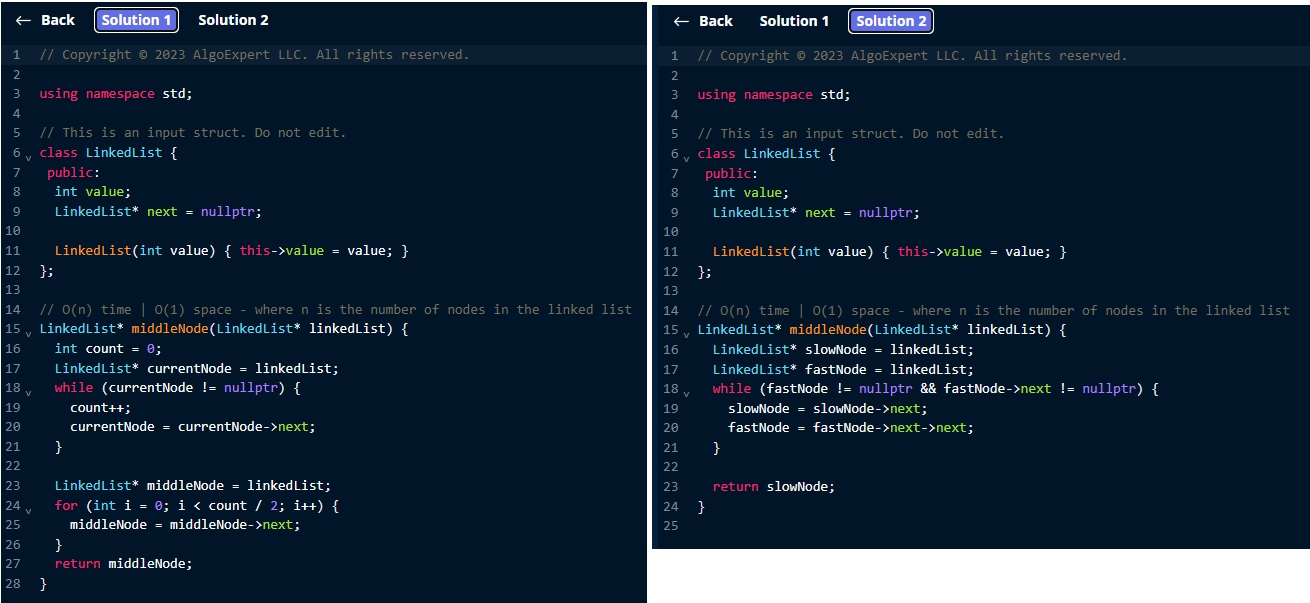 ← Back Solution 1 Solution 2
1 // Copyright © 2023 AlgoExpert LLC. All rights reserved.
2
3 using namespace std;
4
5 // This is an input struct. Do not edit.
6 class LinkedList {
7  public:
8   int value;
9   LinkedList* next = nullptr;
10
11   LinkedList(int value) { this->value = value; }
12 };
13
14 // O(n) time | O(1) space - where n is the number of nodes in the linked list
15 LinkedList* middleNode(LinkedList* linkedList) {
16   int count = 0;
17   LinkedList* currentNode = linkedList;
18   while (currentNode != nullptr) {
19     count++;
20     currentNode = currentNode->next;
21   }
22
23   LinkedList* middleNode = linkedList;
24   for (int i = 0; i < count / 2; i++) {
25     middleNode = middleNode->next;
26   }
27   return middleNode;
28 }
← Back Solution 1 Solution 2
1 // Copyright © 2023 AlgoExpert LLC. All rights reserved.
2
3 using namespace std;
4
5 // This is an input struct. Do not edit.
6 class LinkedList {
7  public:
8   int value;
9   LinkedList* next = nullptr;
10
11   LinkedList(int value) { this->value = value; }
12 };
13
14 // O(n) time | O(1) space - where n is the number of nodes in the linked list
15 LinkedList* middleNode(LinkedList* linkedList) {
16   LinkedList* slowNode = linkedList;
17   LinkedList* fastNode = linkedList;
18   while (fastNode != nullptr && fastNode->next != nullptr) {
19     slowNode = slowNode->next;
20     fastNode = fastNode->next->next;
21   }
22
23   return slowNode;
24 }
25